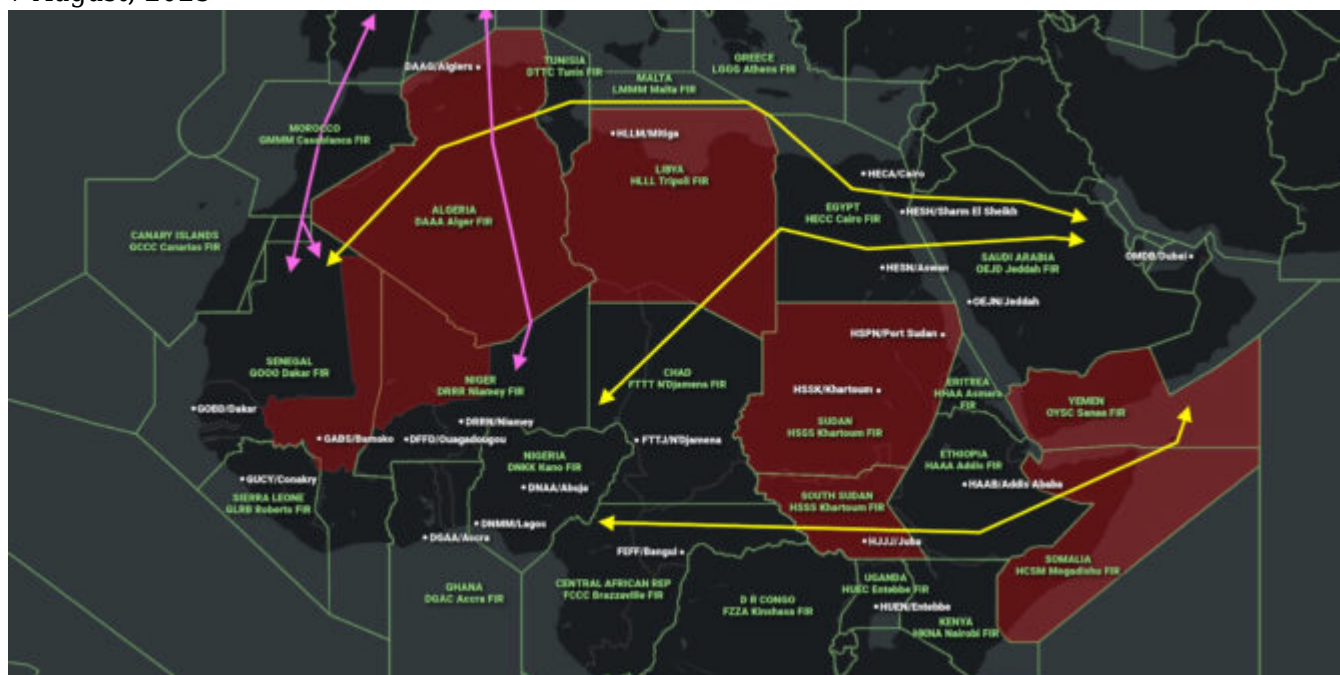 DAAG/Algiers
TUNISIA
DTTC Tunis FIR
GREECE
LGGG Athens FIR
MALTA
LMMM Malta FIR
MOROCCO
GMMM Casablanca FIR
HLLM/Mitiga
LIBYA
HLLL Tripoli FIR
HECA/Cairo
ALGERIA
DAAA Alger FIR
EGYPT
HECC Cairo FIR
HESH/Sharm El Sheikh
CANARY ISLANDS
GCCC Canarias FIR
HESN/Aswan
SAUDI ARABIA
OEJD Jeddah FIR
OMDB/Dubai
OEJN/Jeddah
HSPN/Port Sudan
SENEGAL
GOOO Dakar FIR
NIGER
DRRR Niamey FIR
CHAD
FTTT N'Djamena FIR
HSSK/Khartoum
ERITREA
HHAA Asmara
FIR
YEMEN
OYSC Sanaa FIR
GOBD/Dakar
DRRN/Niamey
SUDAN
HSSS Khartoum FIR
GABS/Bamako
DFFD/Ouagadougou
FTTJ/N'Djamena
NIGERIA
DNKK Kano FIR
ETHIOPIA
HAAA Addis FIR
GUCY/Conakry
DNAA/Abuja
HAAB/Addis Ababa
SIERRA LEONE
GLRB Roberts FIR
SOUTH SUDAN
HSSS Khartoum FIR
DNMM/Lagos
DGAA/Accra
HJJJ/Juba
FEFF/Bangui
SOMALIA
HCSM Mogadishu FIR
GHANA
DGAC Accra FIR
CENTRAL AFRICAN REP
FCCC Brazzaville FIR
D R CONGO
FZZA Kinshasa FIR
UGANDA
HUEC Entebbe FIR
HUEN/Entebbe
KENYA
HKNA Nairobi FIR